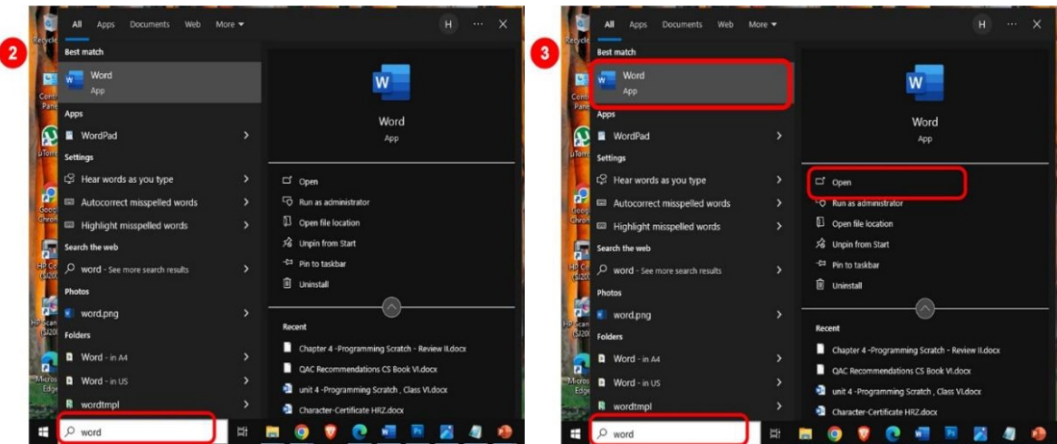 2
All Apps Documents Web More
H ... X
Best match
Word
App
Apps
WordPad
Settings
Hear words as you type
Autocorrect misspelled words
Highlight misspelled words
Search the web
word - See more search results
Photos
word.png
Folders
Word - in A4
Word - in US
wordtmpl
word
Word
App
Open
Run as administrator
Open file location
Unpin from Start
Pin to taskbar
Uninstall
Recent
Chapter 4 -Programming Scratch - Review II.docx
QAC Recommendations CS Book VI.docx
unit 4 -Programming Scratch , Class VI.docx
Character-Certificate HRZ.docx
3
All Apps Documents Web More
H ... X
Best match
Word
App
Apps
WordPad
Settings
Hear words as you type
Autocorrect misspelled words
Highlight misspelled words
Search the web
word - See more search results
Photos
word.png
Folders
Word - in A4
Word - in US
wordtmpl
word
Word
App
Open
Run as administrator
Open file location
Unpin from Start
Pin to taskbar
Uninstall
Recent
Chapter 4 -Programming Scratch - Review II.docx
QAC Recommendations CS Book VI.docx
unit 4 -Programming Scratch , Class VI.docx
Character-Certificate HRZ.docx